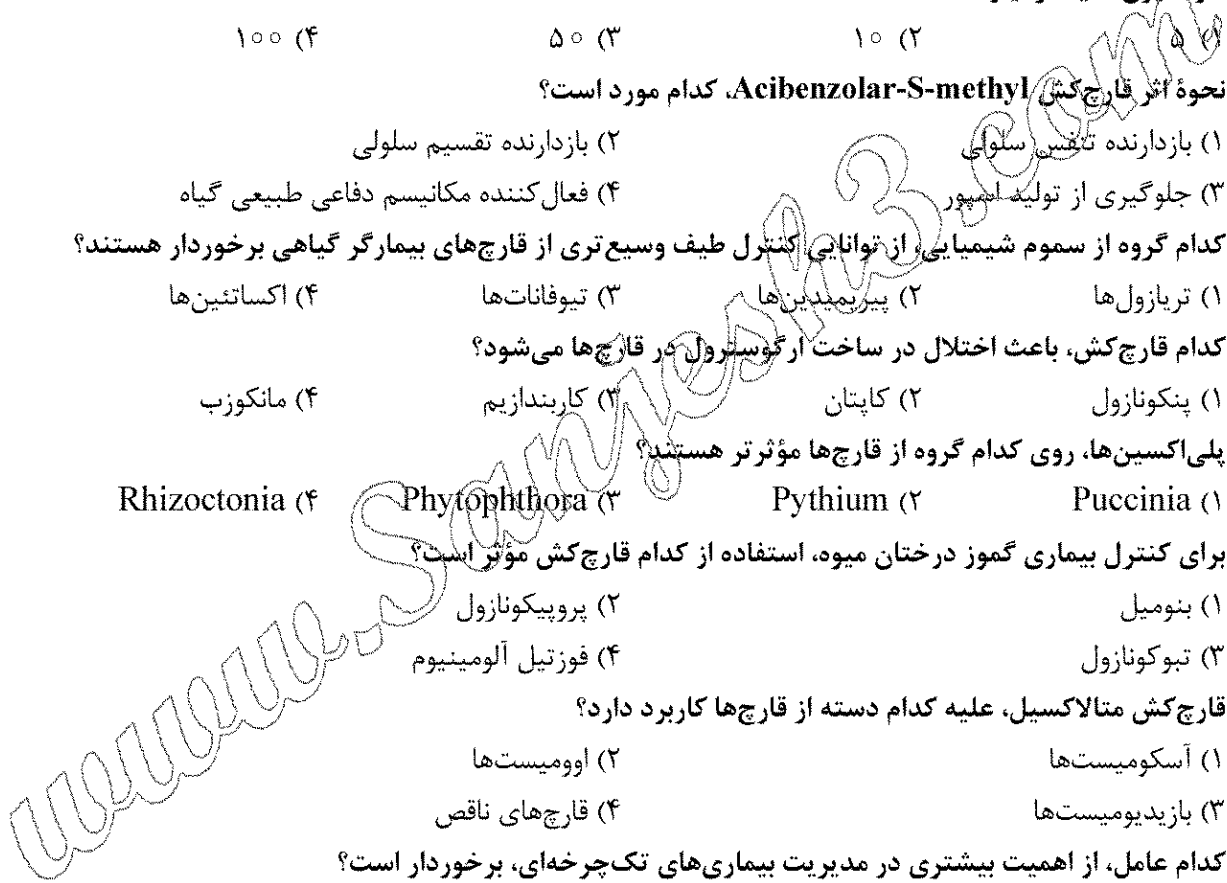 ۱) ۵ ۲) ۱۰ ۳) ۵۰ ۴) ۱۰۰
نحوهٔ اثر قارچ‌کش Acibenzolar-S-methyl، کدام مورد است؟
۱) بازدارنده تنفس سلولی ۲) بازدارنده تقسیم سلولی
۳) جلوگیری از تولید اسپور ۴) فعال‌کننده مکانیسم دفاعی طبیعی گیاه
کدام گروه از سموم شیمیایی، از توانایی کنترل طیف وسیع‌تری از قارچ‌های بیمارگر گیاهی برخوردار هستند؟
۱) تریازول‌ها ۲) پیریمیدین‌ها ۳) تیوفانات‌ها ۴) اکساتئین‌ها
کدام قارچ‌کش، باعث اختلال در ساخت ارگوسترول در قارچ‌ها می‌شود؟
۱) پنکونازول ۲) کاپتان ۳) کاربندازیم ۴) مانکوزب
پلی‌اکسین‌ها، روی کدام گروه از قارچ‌ها مؤثرتر هستند؟
۱) Puccinia ۲) Pythium ۳) Phytophthora ۴) Rhizoctonia
برای کنترل بیماری گموز درختان میوه، استفاده از کدام قارچ‌کش مؤثر است؟
۱) بنومیل ۲) پروپیکونازول
۳) تبوکونازول ۴) فوزتیل آلومینیوم
قارچ‌کش متالاکسیل، علیه کدام دسته از قارچ‌ها کاربرد دارد؟
۱) آسکومیست‌ها ۲) اوومیست‌ها
۳) بازیدیومیست‌ها ۴) قارچ‌های ناقص
کدام عامل، از اهمیت بیشتری در مدیریت بیماری‌های تک‌چرخه‌ای، برخوردار است؟
www.Sanjesh3.com